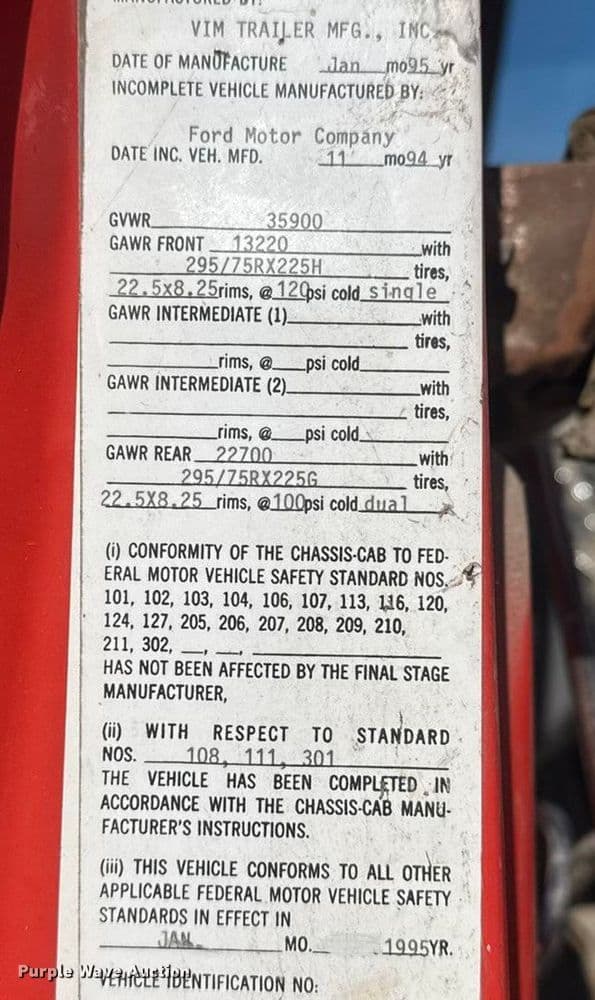 VIM TRAILER MFG., INC.
DATE OF MANUFACTURE Jan mo95 yr
INCOMPLETE VEHICLE MANUFACTURED BY:
Ford Motor Company
DATE INC. VEH. MFD. 11 mo94 yr
GVWR 35900
GAWR FRONT 13220 with
295/75RX225H tires,
22.5x8.25rims, @ 120psi cold single
GAWR INTERMEDIATE (1) with
tires,
rims, @ psi cold
GAWR INTERMEDIATE (2) with
tires,
rims, @ psi cold
GAWR REAR 22700 with
295/75RX225G tires,
22.5X8.25 rims, @100psi cold dual
(i) CONFORMITY OF THE CHASSIS-CAB TO FED-
ERAL MOTOR VEHICLE SAFETY STANDARD NOS.
101, 102, 103, 104, 106, 107, 113, 116, 120,
124, 127, 205, 206, 207, 208, 209, 210,
211, 302, __, __, ____
HAS NOT BEEN AFFECTED BY THE FINAL STAGE
MANUFACTURER,
(ii) WITH RESPECT TO STANDARD
NOS. 108, 111, 301
THE VEHICLE HAS BEEN COMPLETED IN
ACCORDANCE WITH THE CHASSIS-CAB MANU-
FACTURER'S INSTRUCTIONS.
(iii) THIS VEHICLE CONFORMS TO ALL OTHER
APPLICABLE FEDERAL MOTOR VEHICLE SAFETY
STANDARDS IN EFFECT IN
JAN. MO. 1995YR.
Purple Wave Auction
VEHICLE IDENTIFICATION NO: